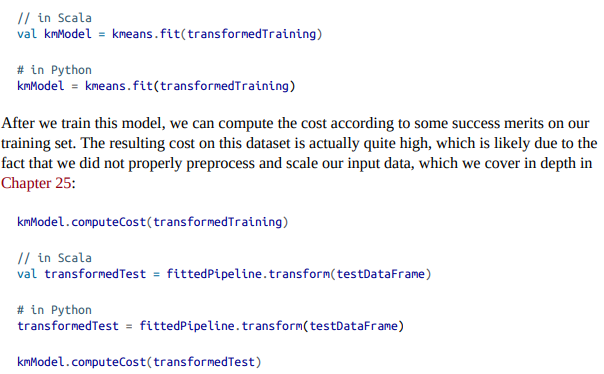 // in Scala
val kmModel = kmeans.fit(transformedTraining)
# in Python
kmModel = kmeans.fit(transformedTraining)
After we train this model, we can compute the cost according to some success merits on our
training set. The resulting cost on this dataset is actually quite high, which is likely due to the
fact that we did not properly preprocess and scale our input data, which we cover in depth in
Chapter 25:
kmModel.computeCost(transformedTraining)
// in Scala
val transformedTest = fittedPipeline.transform(testDataFrame)
# in Python
transformedTest = fittedPipeline.transform(testDataFrame)
kmModel.computeCost(transformedTest)